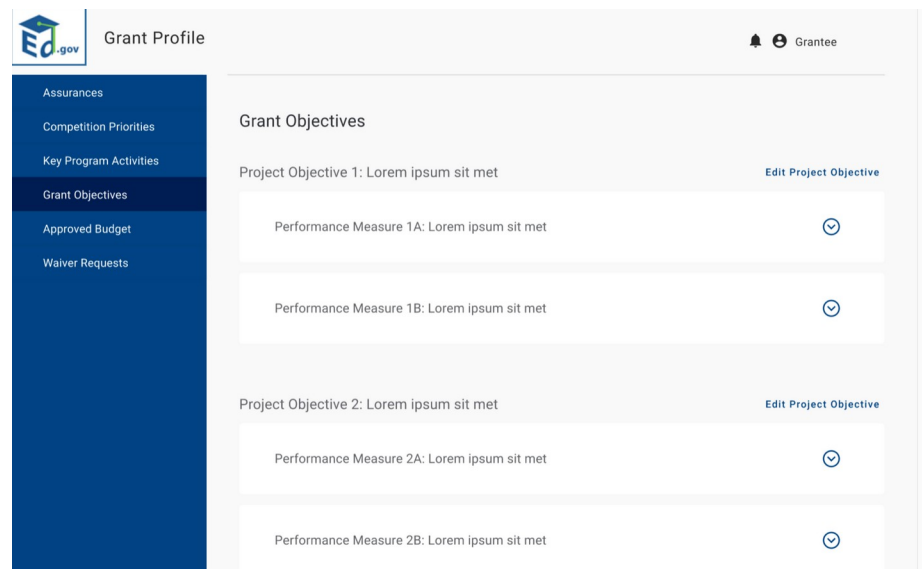 Ed.gov
Grant Profile
Grantee
Assurances
Competition Priorities
Key Program Activities
Grant Objectives
Approved Budget
Waiver Requests
Grant Objectives
Project Objective 1: Lorem ipsum sit met
Edit Project Objective
Performance Measure 1A: Lorem ipsum sit met
Performance Measure 1B: Lorem ipsum sit met
Project Objective 2: Lorem ipsum sit met
Edit Project Objective
Performance Measure 2A: Lorem ipsum sit met
Performance Measure 2B: Lorem ipsum sit met